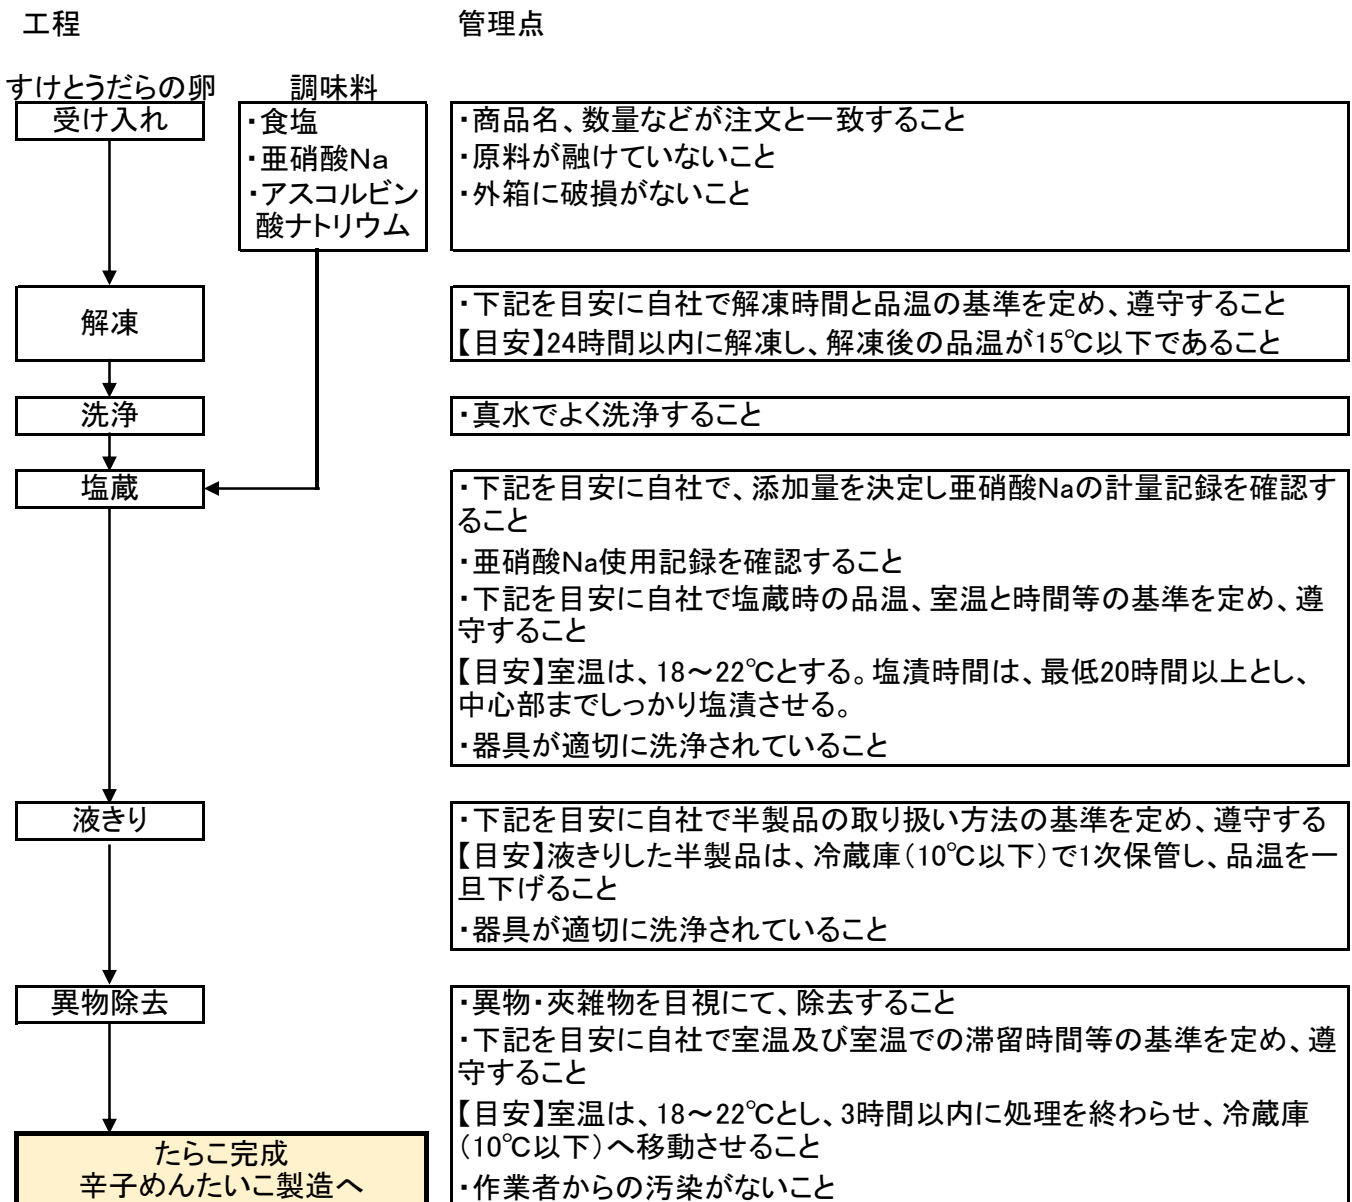 工程
管理点
すけとうだらの卵
調味料
受け入れ
・食塩
・亜硝酸Na
・アスコルビン
酸ナトリウム
・商品名、数量などが注文と一致すること
・原料が融けていないこと
・外箱に破損がないこと
解凍
・下記を目安に自社で解凍時間と品温の基準を定め、遵守すること
【目安】24時間以内に解凍し、解凍後の品温が15℃以下であること
洗浄
・真水でよく洗浄すること
塩蔵
・下記を目安に自社で、添加量を決定し亜硝酸Naの計量記録を確認す
ること
・亜硝酸Na使用記録を確認すること
・下記を目安に自社で塩蔵時の品温、室温と時間等の基準を定め、遵
守すること
【目安】室温は、18～22℃とする。塩漬時間は、最低20時間以上とし、
中心部までしっかり塩漬させる。
・器具が適切に洗浄されていること
液きり
・下記を目安に自社で半製品の取り扱い方法の基準を定め、遵守する
【目安】液きりした半製品は、冷蔵庫（10℃以下）で1次保管し、品温を一
旦下げること
・器具が適切に洗浄されていること
異物除去
・異物・夾雑物を目視にて、除去すること
・下記を目安に自社で室温及び室温での滞留時間等の基準を定め、遵
守すること
【目安】室温は、18～22℃とし、3時間以内に処理を終わらせ、冷蔵庫
（10℃以下）へ移動させること
・作業者からの汚染がないこと
たらこ完成
辛子めんたいこ製造へ